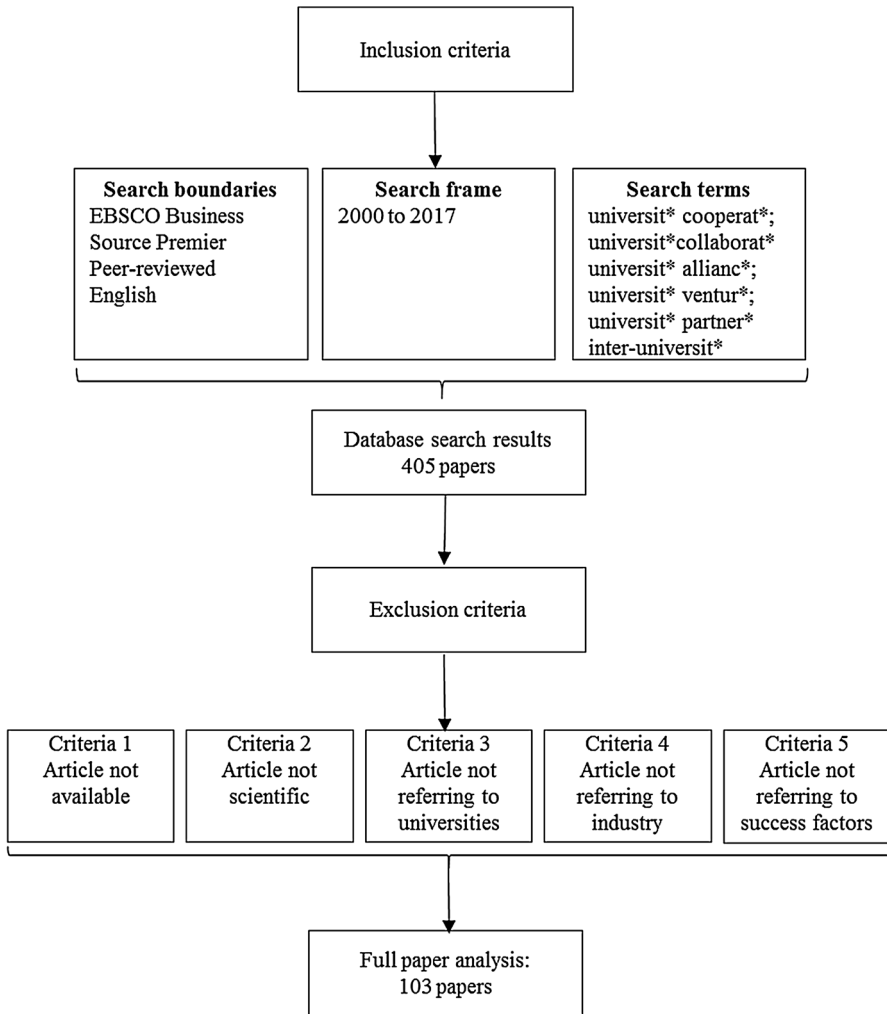 Inclusion criteria
Search boundaries
EBSCO Business
Source Premier
Peer-reviewed
English
Search frame
2000 to 2017
Search terms
universit* cooperat*;
universit*collaborat*
universit* allianc*;
universit* ventur*;
universit* partner*
inter-universit*
Database search results
405 papers
Exclusion criteria
Criteria 1
Article not
available
Criteria 2
Article not
scientific
Criteria 3
Article not
referring to
universities
Criteria 4
Article not
referring to
industry
Criteria 5
Article not
referring to
success factors
Full paper analysis:
103 papers